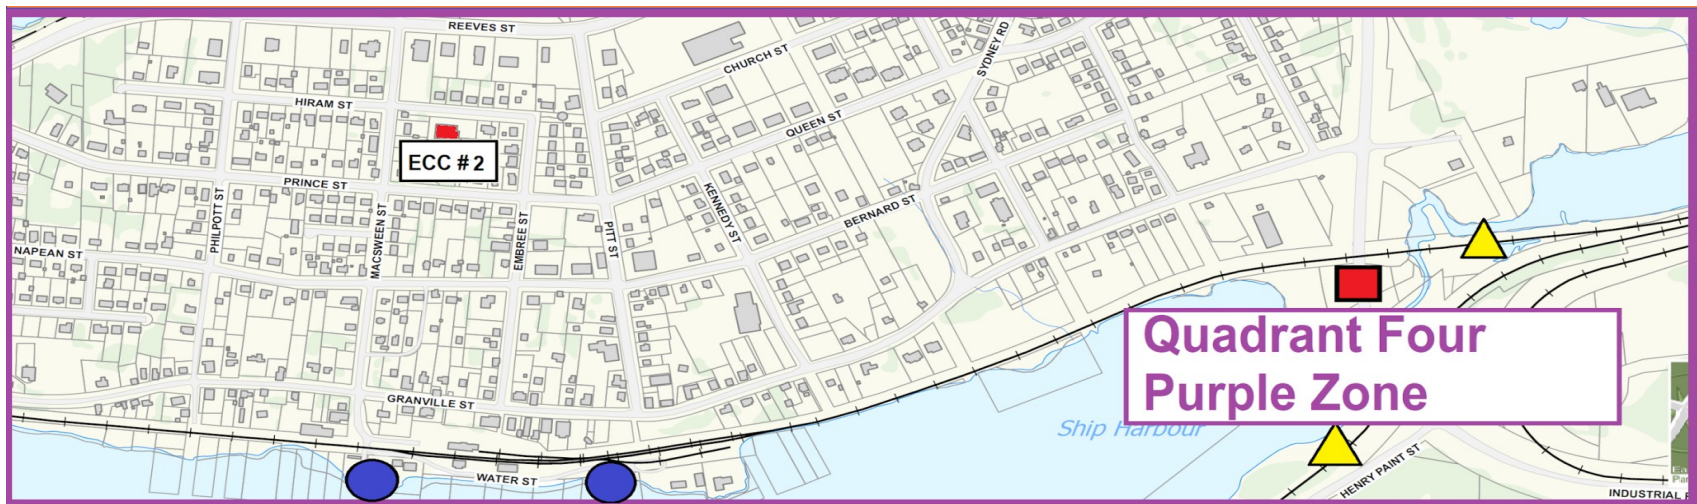 REEVES ST
CHURCH ST
SYDNEY RD
HIRAM ST
QUEEN ST
ECC # 2
PRINCE ST
PHILPOTT ST
MACSWEEN ST
EMBREE ST
PITT ST
KENNEDY ST
BERNARD ST
NAPEAN ST
Quadrant Four
Purple Zone
GRANVILLE ST
Ship Harbour
WATER ST
HENRY PAINT ST
INDUSTRIAL